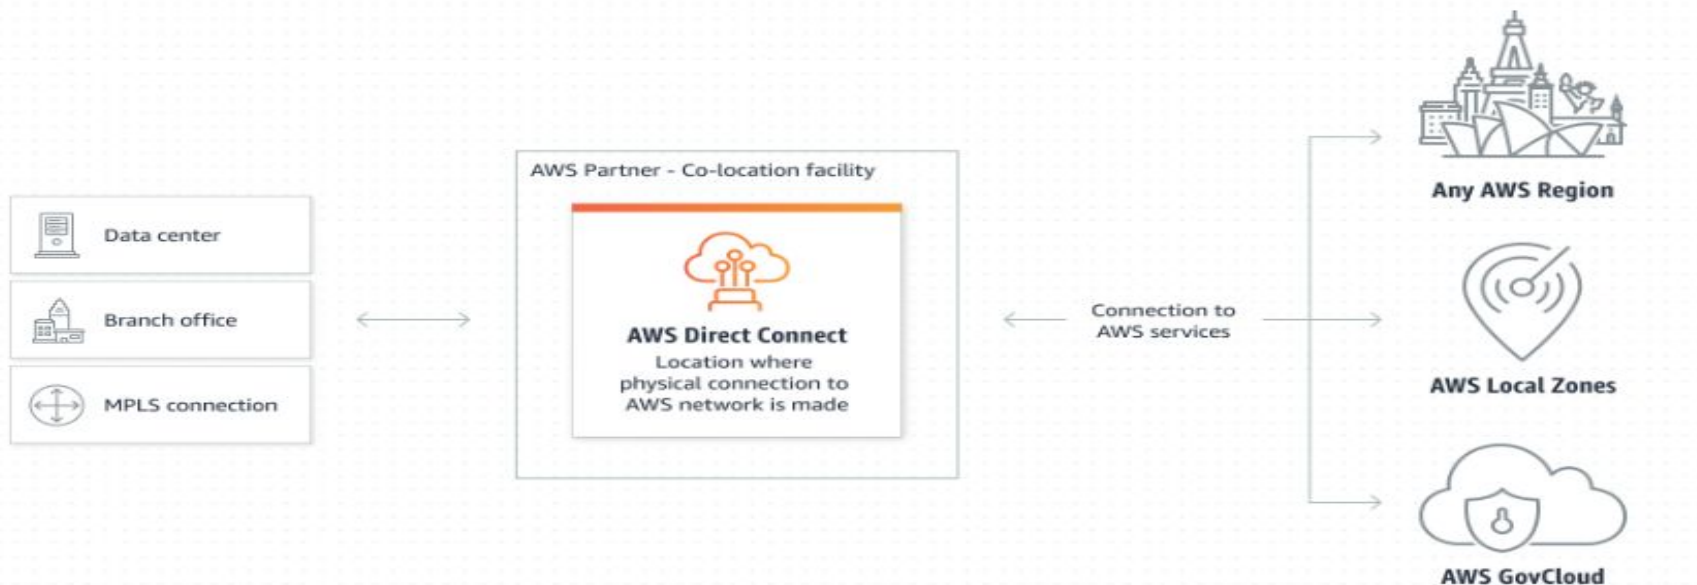 Data center
Branch office
MPLS connection
AWS Partner - Co-location facility
AWS Direct Connect
Location where
physical connection to
AWS network is made
Connection to
AWS services
Any AWS Region
AWS Local Zones
AWS GovCloud